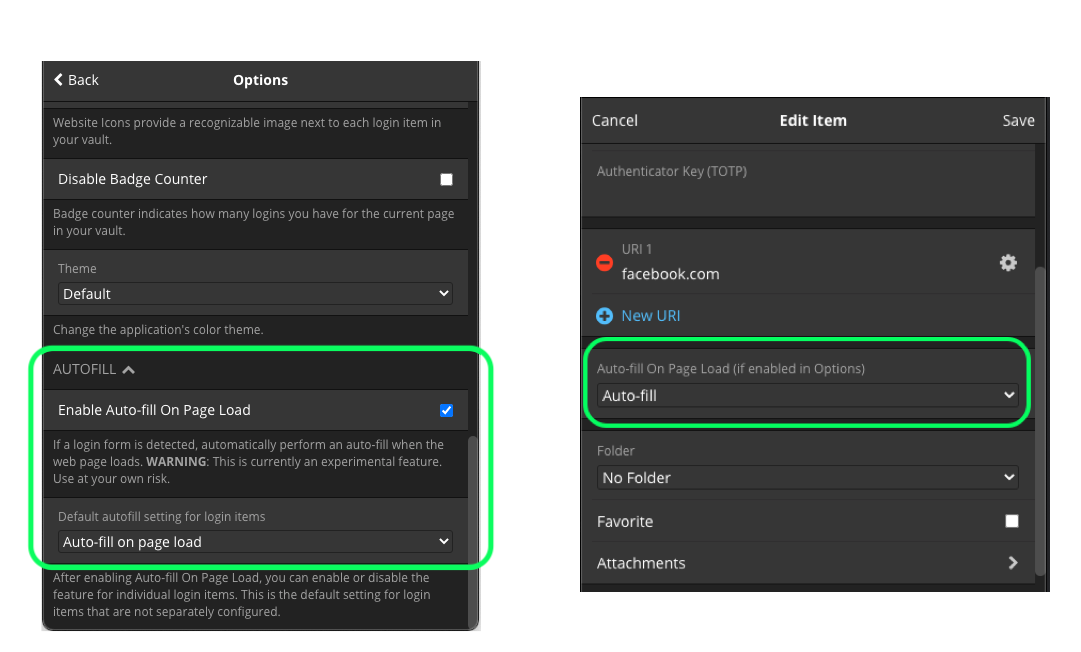 Back
Options
Website Icons provide a recognizable image next to each login item in
your vault.
Disable Badge Counter
Badge counter indicates how many logins you have for the current page
in your vault.
Theme
Default
Change the application's color theme.
AUTOFILL
Enable Auto-fill On Page Load
If a login form is detected, automatically perform an auto-fill when the
web page loads. WARNING: This is currently an experimental feature.
Use at your own risk.
Default autofill setting for login items
Auto-fill on page load
After enabling Auto-fill On Page Load, you can enable or disable the
feature for individual login items. This is the default setting for login
items that are not separately configured.
Cancel
Edit Item
Save
Authenticator Key (TOTP)
URI 1
facebook.com
New URI
Auto-fill On Page Load (if enabled in Options)
Auto-fill
Folder
No Folder
Favorite
Attachments